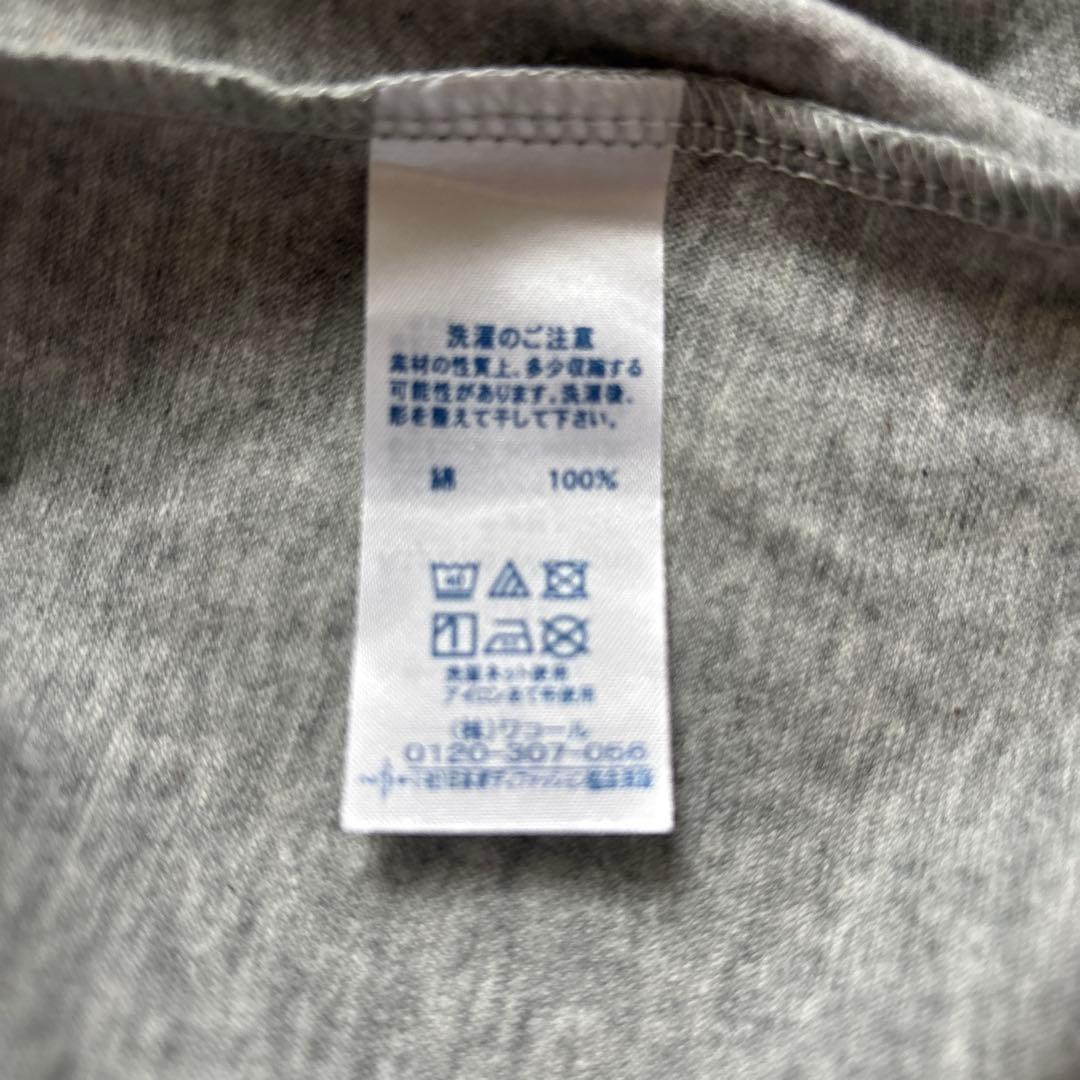 洗濯のご注意
素材の性質上、多少収縮する
可能性があります。洗濯後、
形を整えて干して下さい。
綿 100%
40
洗濯ネット使用
アイロンあて布使用
(株)ワコール
0120-307-056